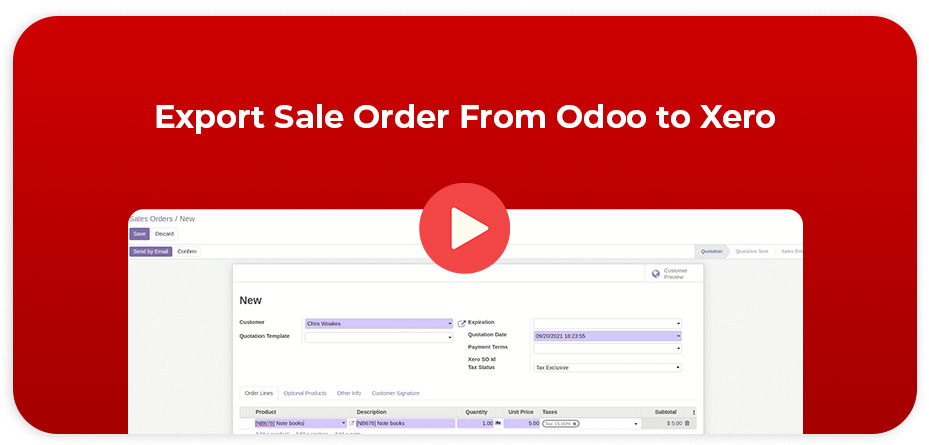 Export Sale Order From Odoo to Xero
Sales Orders / New
Save Discard
Send by Email Confirm Quotation Quotation Sent Sales Ord
Customer
Preview
New
Customer Chris Woakes Expiration
Quotation Template Quotation Date 09/20/2021 18:23:55
Payment Terms
Xero SO Id
Tax Status Tax Exclusive
Order Lines Optional Products Other Info Customer Signature
Product Description Quantity Unit Price Taxes Subtotal
[NB678] Note books [NB678] Note books 1.00 5.00 Tax 15.00% $ 5.00